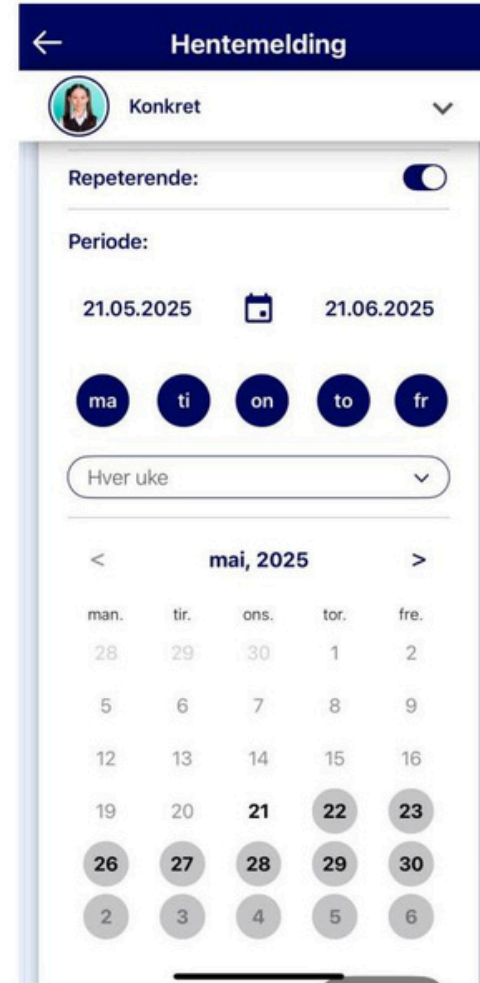 Hentemelding
Konkret
Repeterende:
Periode:
21.05.2025 21.06.2025
ma ti on to fr
Hver uke
< mai, 2025 >
man. tir. ons. tor. fre.
28 29 30 1 2
5 6 7 8 9
12 13 14 15 16
19 20 21 22 23
26 27 28 29 30
2 3 4 5 6